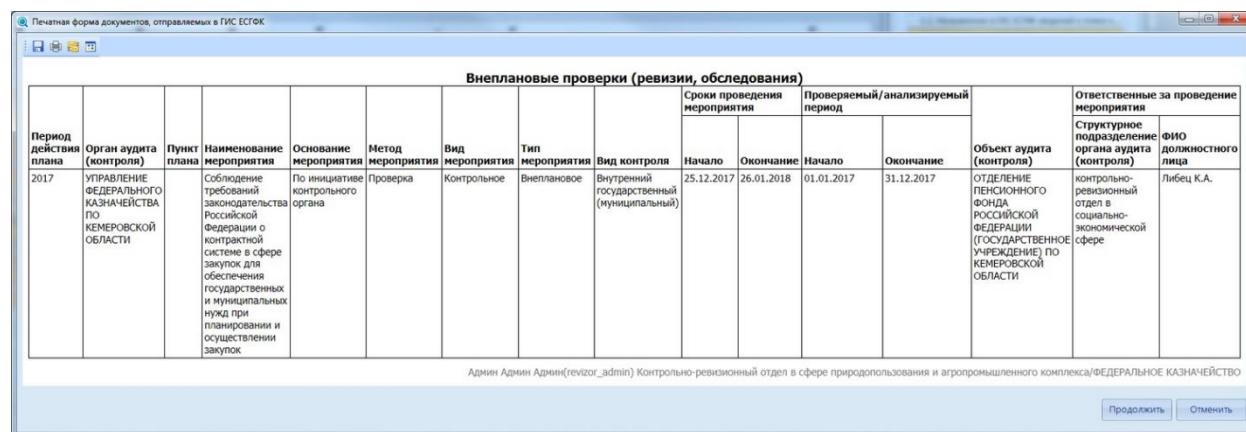 Печатная форма документов, отправляемых в ГИС ЕСГФК
Внеплановые проверки (ревизии, обследования)
Период действия плана
Орган аудита (контроля)
Пункт плана
Наименование мероприятия
Основание мероприятия
Метод мероприятия
Вид мероприятия
Тип мероприятия
Вид контроля
Сроки проведения мероприятия
Начало
Окончание
Проверяемый/анализируемый период
Начало
Окончание
Объект аудита (контроля)
Ответственные за проведение мероприятия
Структурное подразделение органа аудита (контроля)
ФИО должностного лица
2017
УПРАВЛЕНИЕ
ФЕДЕРАЛЬНОГО
КАЗНАЧЕЙСТВА
ПО
КЕМЕРОВСКОЙ
ОБЛАСТИ
Соблюдение
требований
законодательства
Российской
Федерации о
контрактной
системе в сфере
закупок для
обеспечения
государственных
и муниципальных
нужд при
планировании и
осуществлении
закупок
По инициативе
контрольного
органа
Проверка
Контрольное
Внеплановое
Внутренний
государственный
(муниципальный)
25.12.2017
26.01.2018
01.01.2017
31.12.2017
ОТДЕЛЕНИЕ
ПЕНСИОННОГО
ФОНДА
РОССИЙСКОЙ
ФЕДЕРАЦИИ
(ГОСУДАРСТВЕННОЕ
УЧРЕЖДЕНИЕ) ПО
КЕМЕРОВСКОЙ
ОБЛАСТИ
контрольно-
ревизионный
отдел в
социально-
экономической
сфере
Либец К.А.
Админ Админ Админ(revizor_admin) Контрольно-ревизионный отдел в сфере природопользования и агропромышленного комплекса/ФЕДЕРАЛЬНОЕ КАЗНАЧЕЙСТВО
Продолжить
Отменить